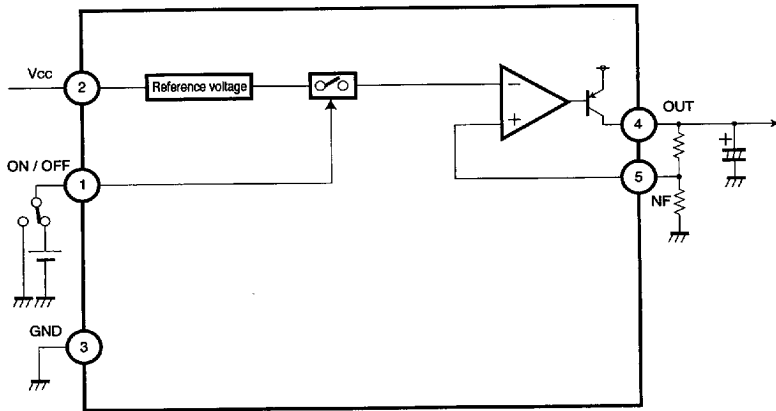 Vcc
2
Reference voltage
−
+
4
OUT
+
ON / OFF
1
5
NF
GND
3